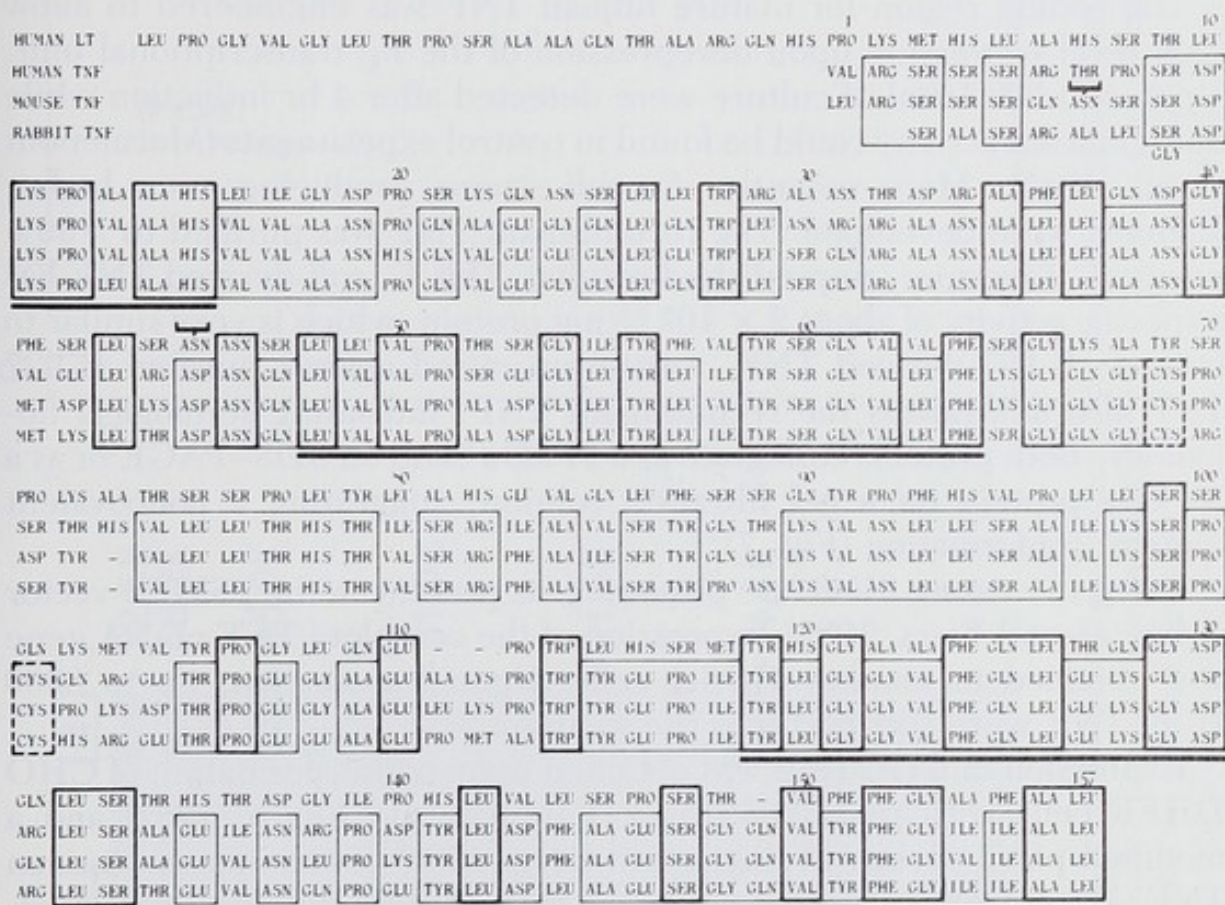 1 10
HUMAN LT LEU PRO GLY VAL GLY LEU THR PRO SER ALA ALA GLN THR ALA ARG GLN HIS PRO LYS MET HIS LEU ALA HIS SER THR LEU
HUMAN TNF VAL ARG SER SER SER ARG THR PRO SER ASP
MOUSE TNF LEU ARG SER SER SER GLN ASN SER SER ASP
RABBIT TNF SER ALA SER ARG ALA LEU SER ASP
GLY
20 30 40
LYS PRO ALA ALA HIS LEU ILE GLY ASP PRO SER LYS GLN ASN SER LEU LEU TRP ARG ALA ASN THR ASP ARG ALA PHE LEU GLN ASP GLY
LYS PRO VAL ALA HIS VAL VAL ALA ASN PRO GLN ALA GLU GLY GLN LEU GLN TRP LEU ASN ARG ARG ALA ASN ALA LEU LEU ALA ASN GLY
LYS PRO VAL ALA HIS VAL VAL ALA ASN HIS GLN VAL GLU GLU GLN LEU GLU TRP LEU SER GLN ARG ALA ASN ALA LEU LEU ALA ASN GLY
LYS PRO LEU ALA HIS VAL VAL ALA ASN PRO GLN VAL GLU GLY GLN LEU GLN TRP LEU SER GLN ARG ALA ASN ALA LEU LEU ALA ASN GLY
50 60 70
PHE SER LEU SER ASN ASN SER LEU LEU VAL PRO THR SER GLY ILE TYR PHE VAL TYR SER GLN VAL VAL PHE SER GLY LYS ALA TYR SER
VAL GLU LEU ARG ASP ASN GLN LEU VAL VAL PRO SER GLU GLY LEU TYR LEU ILE TYR SER GLN VAL LEU PHE LYS GLY GLN GLY CYS PRO
MET ASP LEU LYS ASP ASN GLN LEU VAL VAL PRO ALA ASP GLY LEU TYR LEU VAL TYR SER GLN VAL LEU PHE LYS GLY GLN GLY CYS PRO
MET LYS LEU THR ASP ASN GLN LEU VAL VAL PRO ALA ASP GLY LEU TYR LEU ILE TYR SER GLN VAL LEU PHE SER GLY GLN GLY CYS ARG
80 90 100
PRO LYS ALA THR SER SER PRO LEU TYR LEU ALA HIS GLU VAL GLN LEU PHE SER SER GLN TYR PRO PHE HIS VAL PRO LEU LEU SER SER
SER THR HIS VAL LEU LEU THR HIS THR ILE SER ARG ILE ALA VAL SER TYR GLN THR LYS VAL ASN LEU LEU SER ALA ILE LYS SER PRO
ASP TYR - VAL LEU LEU THR HIS THR VAL SER ARG PHE ALA ILE SER TYR GLN GLU LYS VAL ASN LEU LEU SER ALA VAL LYS SER PRO
SER TYR - VAL LEU LEU THR HIS THR VAL SER ARG PHE ALA VAL SER TYR PRO ASN LYS VAL ASN LEU LEU SER ALA ILE LYS SER PRO
110 120 130
GLN LYS MET VAL TYR PRO GLY LEU GLN GLU - - PRO TRP LEU HIS SER MET TYR HIS GLY ALA ALA PHE GLN LEU THR GLN GLY ASP
CYS GLN ARG GLU THR PRO GLU GLY ALA GLU ALA LYS PRO TRP TYR GLU PRO ILE TYR LEU GLY GLY VAL PHE GLN LEU GLU LYS GLY ASP
CYS PRO LYS ASP THR PRO GLU GLY ALA GLU LEU LYS PRO TRP TYR GLU PRO ILE TYR LEU GLY GLY VAL PHE GLN LEU GLU LYS GLY ASP
CYS HIS ARG GLU THR PRO GLU GLU ALA GLU PRO MET ALA TRP TYR GLU PRO ILE TYR LEU GLY GLY VAL PHE GLN LEU GLU LYS GLY ASP
140 150 157
GLN LEU SER THR HIS THR ASP GLY ILE PRO HIS LEU VAL LEU SER PRO SER THR - VAL PHE PHE GLY ALA PHE ALA LEU
ARG LEU SER ALA GLU ILE ASN ARG PRO ASP TYR LEU ASP PHE ALA GLU SER GLY GLN VAL TYR PHE GLY ILE ILE ALA LEU
GLN LEU SER ALA GLU VAL ASN LEU PRO LYS TYR LEU ASP PHE ALA GLU SER GLY GLN VAL TYR PHE GLY VAL ILE ALA LEU
ARG LEU SER THR GLU VAL ASN GLN PRO GLU TYR LEU ASP LEU ALA GLU SER GLY GLN VAL TYR PHE GLY ILE ILE ALA LEU